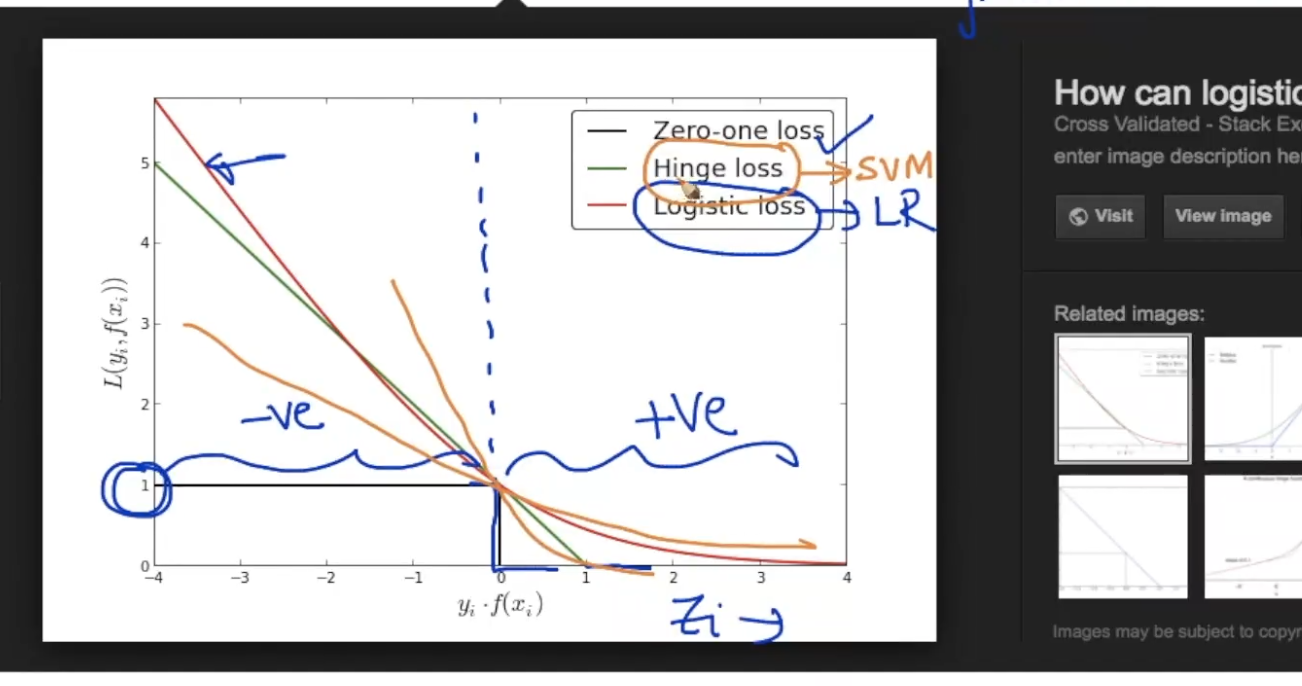 Zero-one loss
Hinge loss
SVM
Logistic loss
LR
5
4
3
2
1
0
L(y_i, f(x_i))
-ve
+ve
−4
−3
−2
−1
0
1
2
3
4
y_i · f(x_i)
Zi
How can logistic
Cross Validated - Stack Ex
enter image description he
Visit
View image
Related images:
Images may be subject to copyr